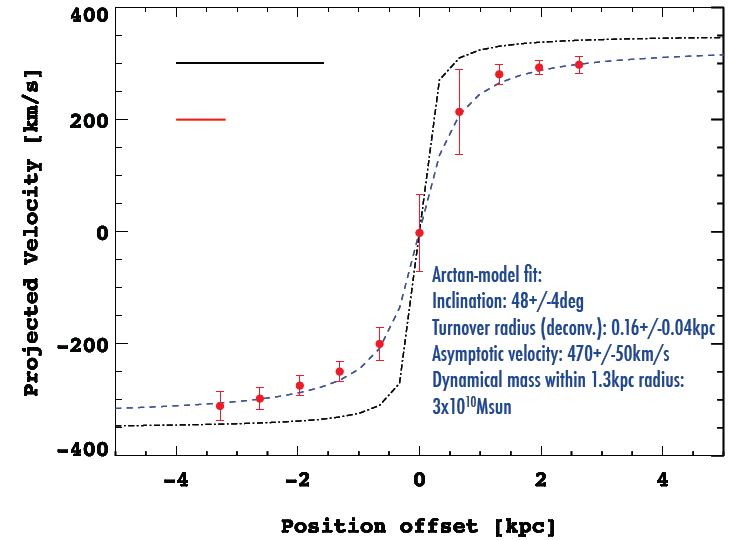 400
200
0
-200
-400
Projected Velocity [km/s]
Arctan-model fit:
Inclination: 48+/-4deg
Turnover radius (deconv.): 0.16+/-0.04kpc
Asymptotic velocity: 470+/-50km/s
Dynamical mass within 1.3kpc radius:
3x10¹⁰Msun
-4 -2 0 2 4
Position offset [kpc]